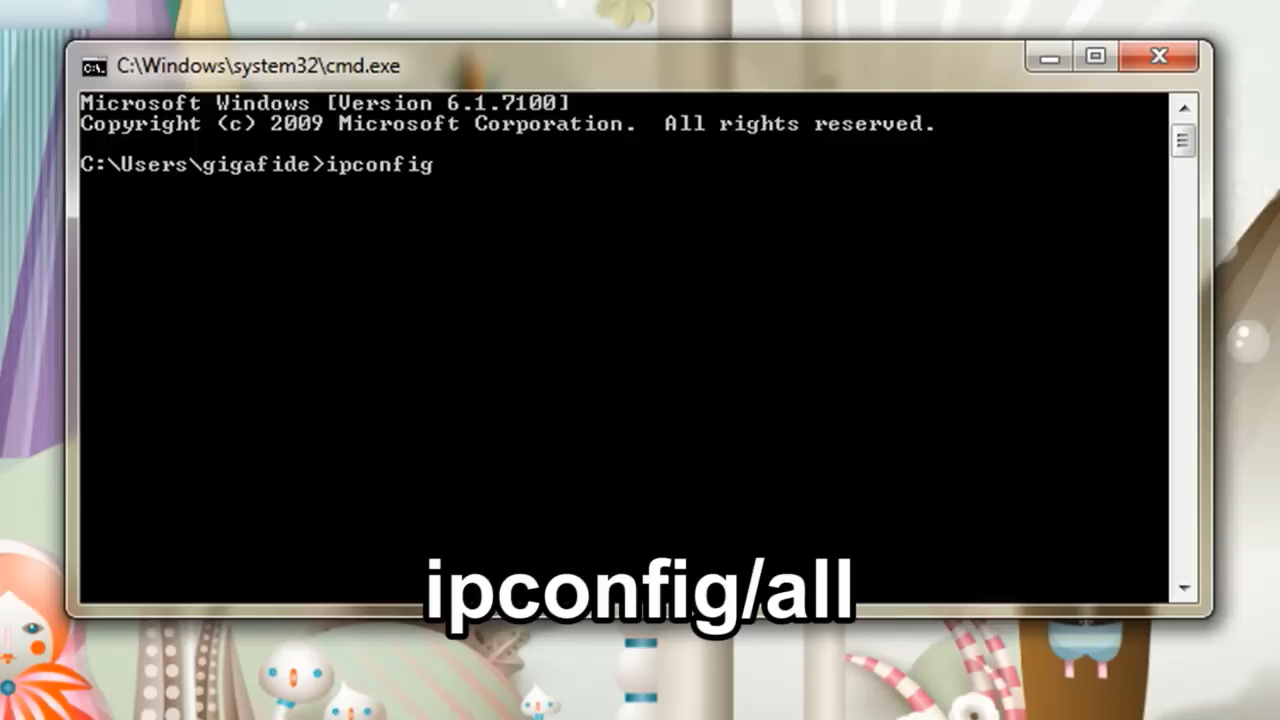 C:\Windows\system32\cmd.exe
Microsoft Windows [Version 6.1.7100]
Copyright (c) 2009 Microsoft Corporation.  All rights reserved.
C:\Users\gigafide>ipconfig
ipconfig/all